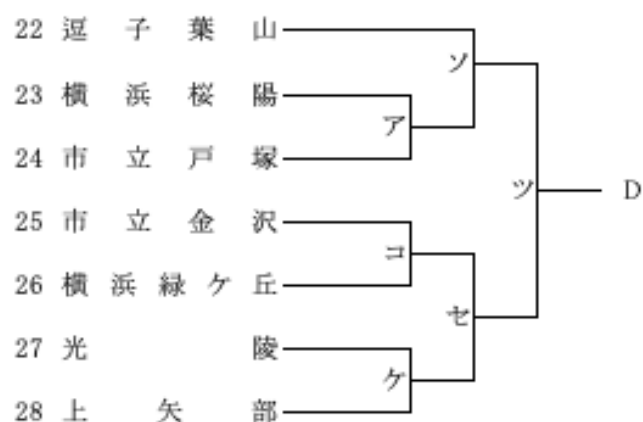 22 逗子葉山
ソ
23 横浜桜陽
ア
24 市立戸塚
ツ D
25 市立金沢
コ
26 横浜緑ケ丘
セ
27 光陵
ケ
28 上矢部